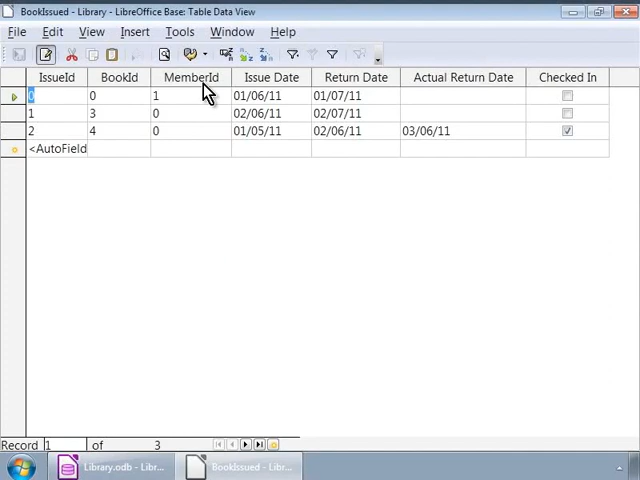 BookIssued - Library - LibreOffice Base: Table Data View
File Edit View Insert Tools Window Help
IssueId BookId MemberId Issue Date Return Date Actual Return Date Checked In
0 0 1 01/06/11 01/07/11
1 3 0 02/06/11 02/07/11
2 4 0 01/05/11 02/06/11 03/06/11
<AutoField
Record 1 of 3
Library.odb - Libr... BookIssued - Libr...